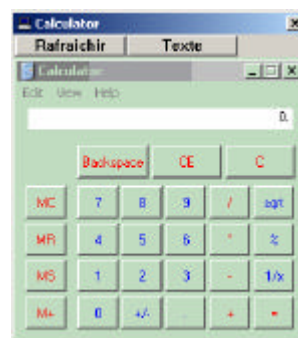 Calculator
Rafraichir Texte
Calculator
Edit View Help
0.
Backspace CE C
MC 7 8 9 / sqrt
MR 4 5 6 * %
MS 1 2 3 - 1/x
M+ 0 +/- . + =